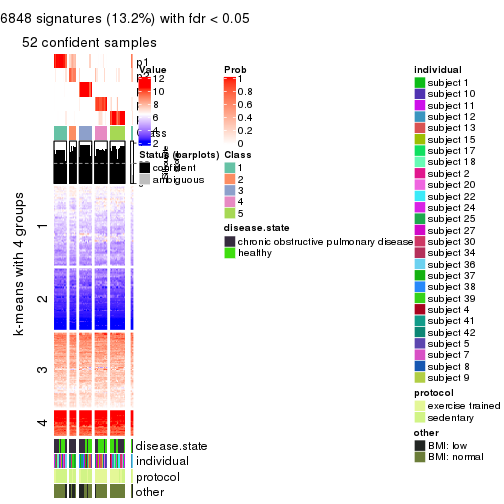 6848 signatures (13.2%) with fdr < 0.05
52 confident samples
p1
p2
Value
12
10
8
6
4
2
Prob
1
0.8
0.6
0.4
0.2
0
Status (barplots)
confident
ambiguous
Class
1
2
3
4
5
disease.state
chronic obstructive pulmonary disease
healthy
individual
subject 1
subject 10
subject 11
subject 12
subject 13
subject 15
subject 17
subject 18
subject 2
subject 20
subject 22
subject 24
subject 25
subject 27
subject 30
subject 34
subject 36
subject 37
subject 38
subject 39
subject 4
subject 41
subject 42
subject 5
subject 7
subject 8
subject 9
protocol
exercise trained
sedentary
other
BMI: low
BMI: normal
k-means with 4 groups
1
2
3
4
disease.state
individual
protocol
other